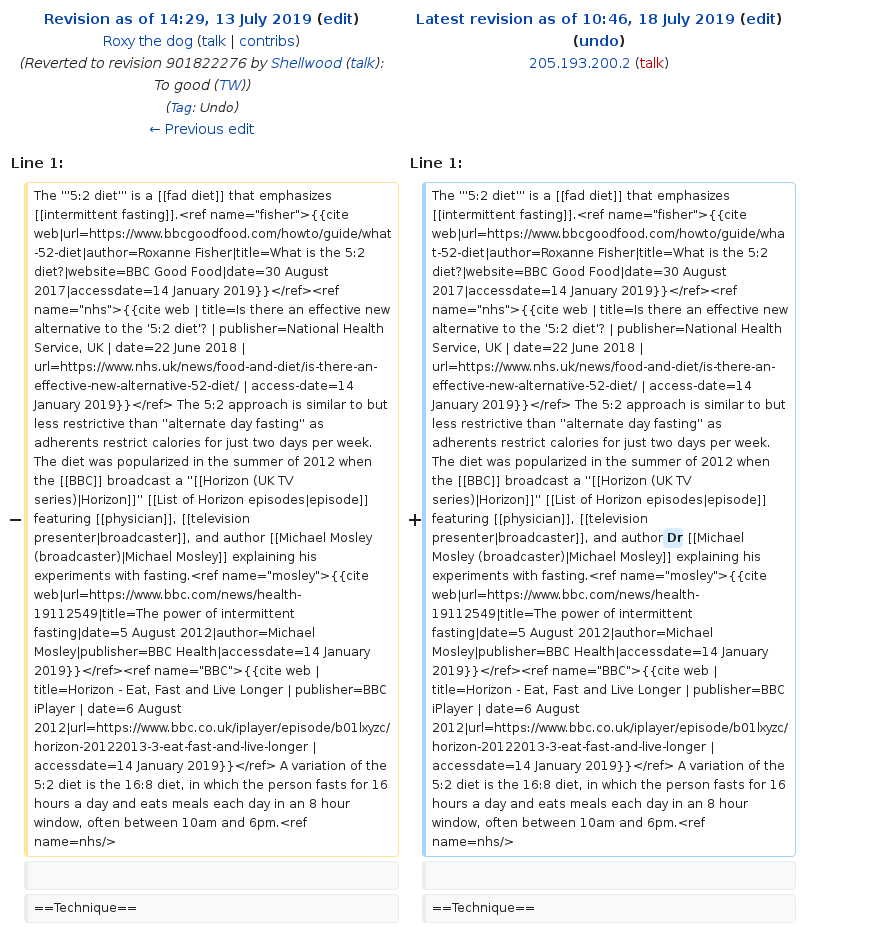 Revision as of 14:29, 13 July 2019 (edit)
Roxy the dog (talk | contribs)
(Reverted to revision 901822276 by Shellwood (talk):
To good (TW))
(Tag: Undo)
← Previous edit
Latest revision as of 10:46, 18 July 2019 (edit)
(undo)
205.193.200.2 (talk)
Line 1:
−
The '''5:2 diet''' is a [[fad diet]] that emphasizes
[[intermittent fasting]].<ref name="fisher">{{cite
web|url=https://www.bbcgoodfood.com/howto/guide/what
-52-diet|author=Roxanne Fisher|title=What is the 5:2
diet?|website=BBC Good Food|date=30 August
2017|accessdate=14 January 2019}}</ref><ref
name="nhs">{{cite web | title=Is there an effective new
alternative to the '5:2 diet'? | publisher=National Health
Service, UK | date=22 June 2018 |
url=https://www.nhs.uk/news/food-and-diet/is-there-an-
effective-new-alternative-52-diet/ | access-date=14
January 2019}}</ref> The 5:2 approach is similar to but
less restrictive than ''alternate day fasting'' as
adherents restrict calories for just two days per week.
The diet was popularized in the summer of 2012 when
the [[BBC]] broadcast a ''[[Horizon (UK TV
series)|Horizon]]'' [[List of Horizon episodes|episode]]
featuring [[physician]], [[television
presenter|broadcaster]], and author [[Michael Mosley
(broadcaster)|Michael Mosley]] explaining his
experiments with fasting.<ref name="mosley">{{cite
web|url=https://www.bbc.com/news/health-
19112549|title=The power of intermittent
fasting|date=5 August 2012|author=Michael
Mosley|publisher=BBC Health|accessdate=14 January
2019}}</ref><ref name="BBC">{{cite web |
title=Horizon - Eat, Fast and Live Longer | publisher=BBC
iPlayer | date=6 August
2012|url=https://www.bbc.co.uk/iplayer/episode/b01lxyzc/
horizon-20122013-3-eat-fast-and-live-longer |
accessdate=14 January 2019}}</ref> A variation of the
5:2 diet is the 16:8 diet, in which the person fasts for 16
hours a day and eats meals each day in an 8 hour
window, often between 10am and 6pm.<ref
name=nhs/>
==Technique==
Line 1:
+
The '''5:2 diet''' is a [[fad diet]] that emphasizes
[[intermittent fasting]].<ref name="fisher">{{cite
web|url=https://www.bbcgoodfood.com/howto/guide/wha
t-52-diet|author=Roxanne Fisher|title=What is the 5:2
diet?|website=BBC Good Food|date=30 August
2017|accessdate=14 January 2019}}</ref><ref
name="nhs">{{cite web | title=Is there an effective new
alternative to the '5:2 diet'? | publisher=National Health
Service, UK | date=22 June 2018 |
url=https://www.nhs.uk/news/food-and-diet/is-there-an-
effective-new-alternative-52-diet/ | access-date=14
January 2019}}</ref> The 5:2 approach is similar to but
less restrictive than ''alternate day fasting'' as
adherents restrict calories for just two days per week.
The diet was popularized in the summer of 2012 when
the [[BBC]] broadcast a ''[[Horizon (UK TV
series)|Horizon]]'' [[List of Horizon episodes|episode]]
featuring [[physician]], [[television
presenter|broadcaster]], and author Dr [[Michael
Mosley (broadcaster)|Michael Mosley]] explaining his
experiments with fasting.<ref name="mosley">{{cite
web|url=https://www.bbc.com/news/health-
19112549|title=The power of intermittent
fasting|date=5 August 2012|author=Michael
Mosley|publisher=BBC Health|accessdate=14 January
2019}}</ref><ref name="BBC">{{cite web |
title=Horizon - Eat, Fast and Live Longer | publisher=BBC
iPlayer | date=6 August
2012|url=https://www.bbc.co.uk/iplayer/episode/b01lxyzc/
horizon-20122013-3-eat-fast-and-live-longer |
accessdate=14 January 2019}}</ref> A variation of the
5:2 diet is the 16:8 diet, in which the person fasts for 16
hours a day and eats meals each day in an 8 hour
window, often between 10am and 6pm.<ref
name=nhs/>
==Technique==